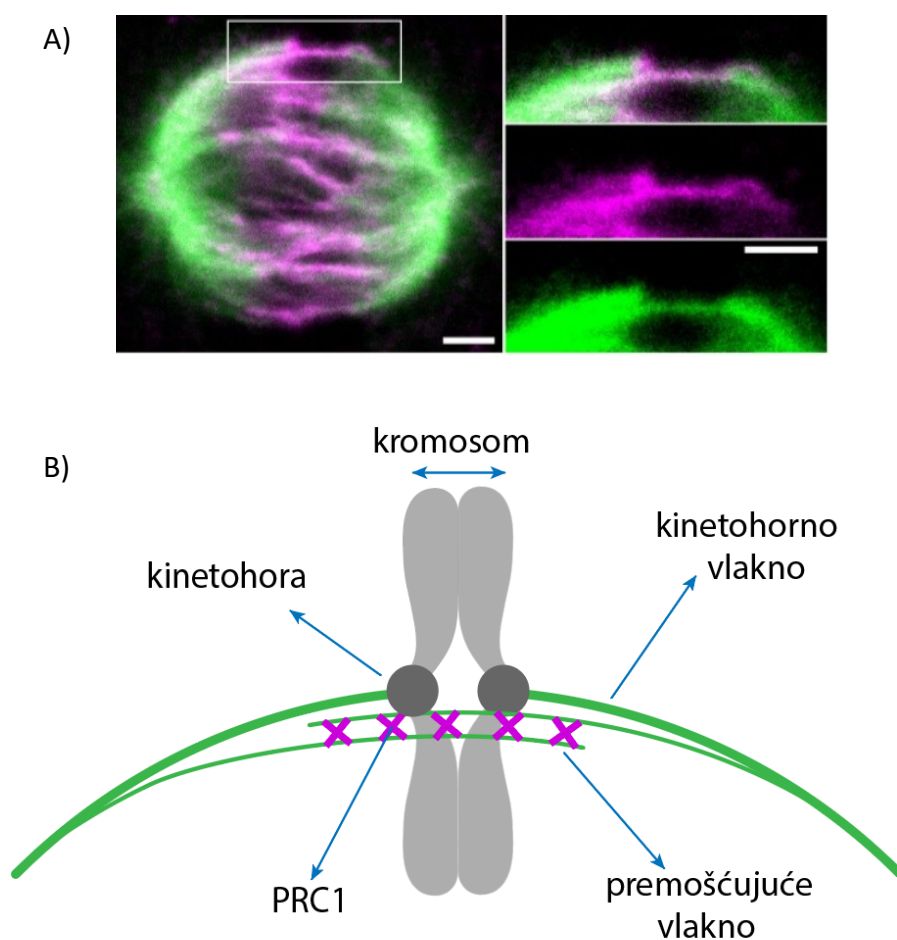 A)
B)
kromosom
kinetohorno
vlakno
kinetohora
PRC1
premošćujuće
vlakno